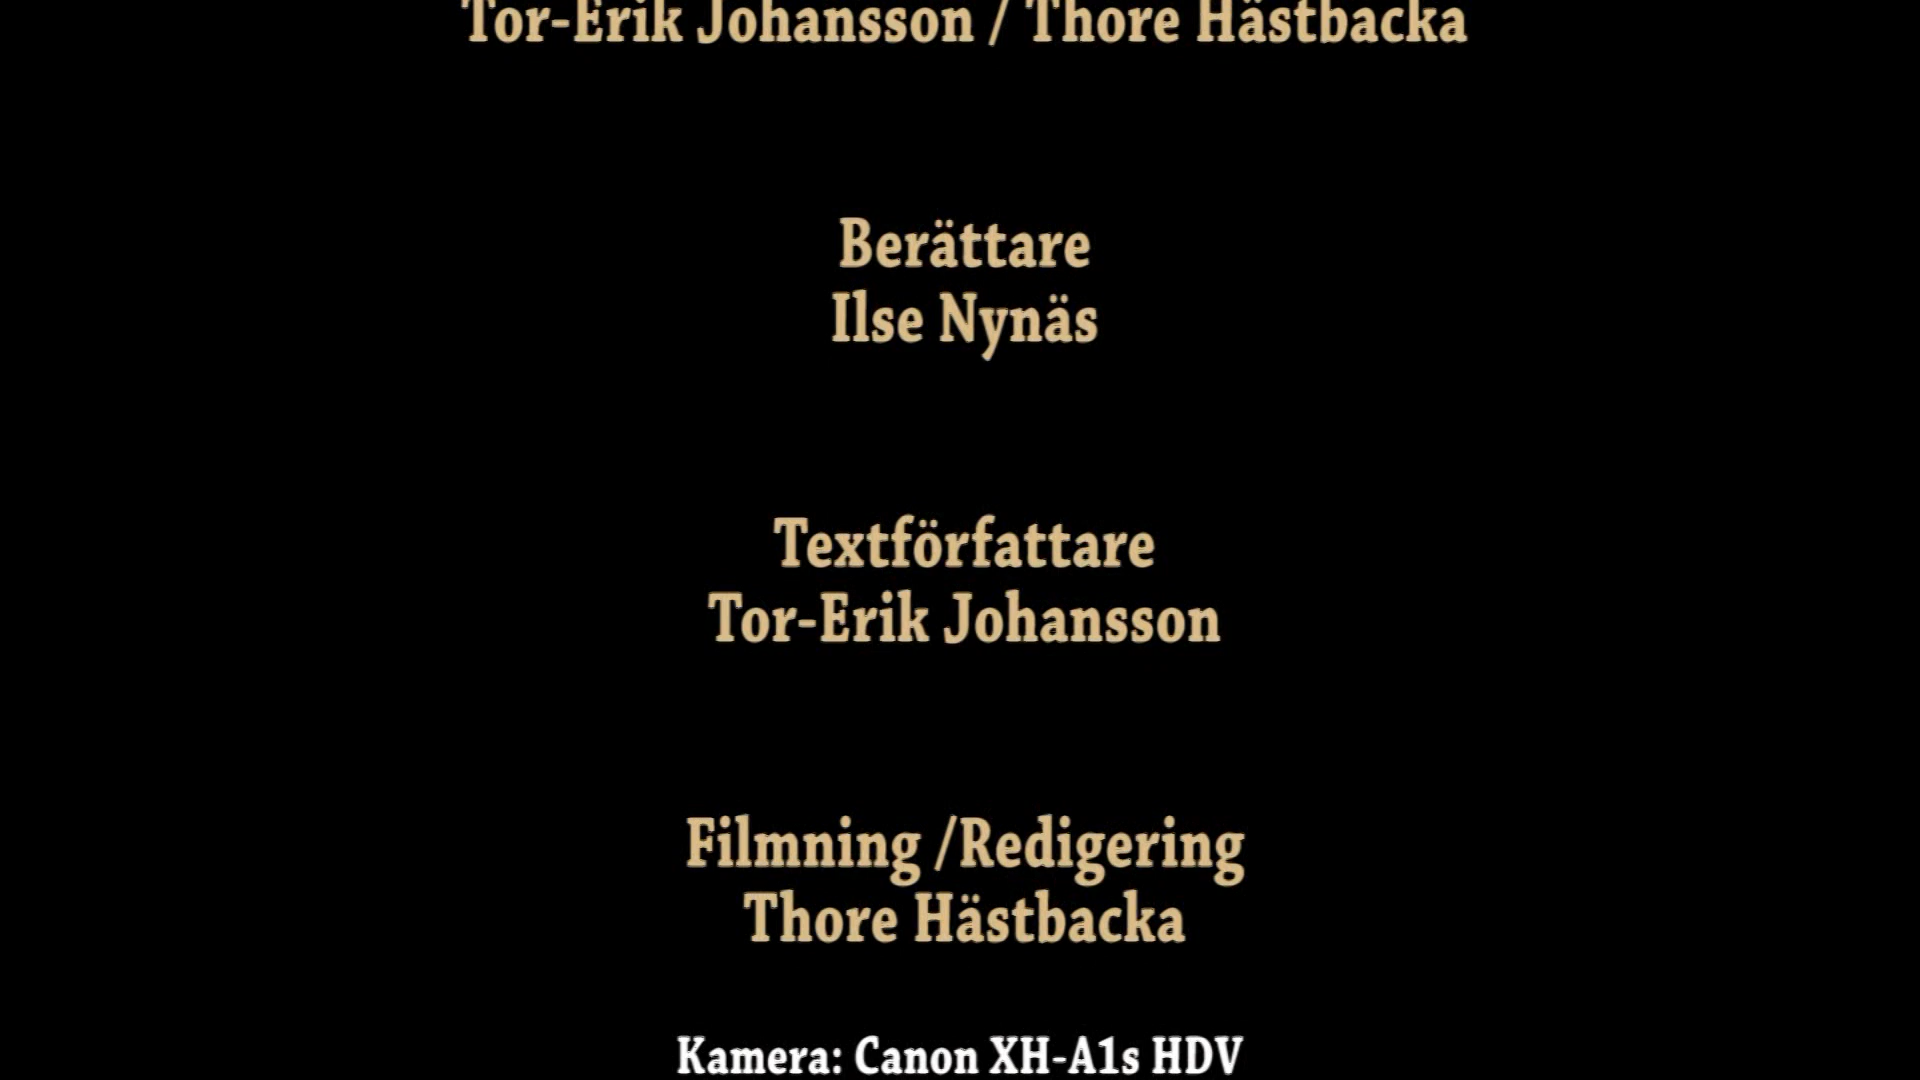 Tor-Erik Johansson / Thore Hästbacka
Berättare
Ilse Nynäs
Textförfattare
Tor-Erik Johansson
Filmning /Redigering
Thore Hästbacka
Kamera: Canon XH-A1s HDV